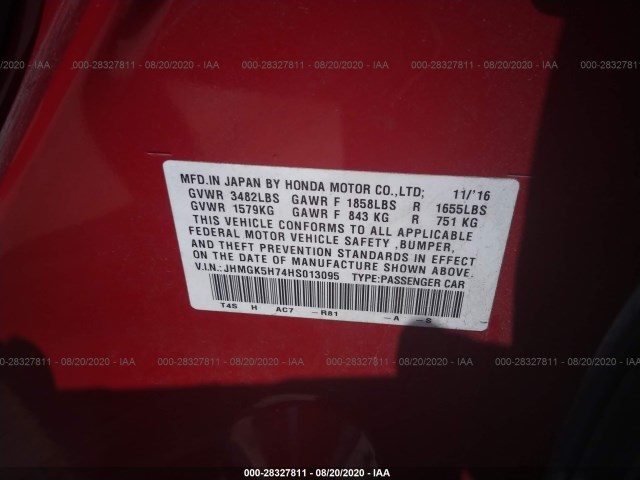 000-28327811 - 08/20/2020 - IAA
000-28327811 - 08/20/2020 - IAA
000-28327811 - 08/20/2020 - IAA
000-28327811 - 08/20/2020 - IAA
MFD.IN JAPAN BY HONDA MOTOR CO.,LTD; 11/'16
GVWR 3482LBS GAWR F 1858LBS R 1655LBS
GVWR 1579KG GAWR F 843 KG R 751 KG
THIS VEHICLE CONFORMS TO ALL APPLICABLE
FEDERAL MOTOR VEHICLE SAFETY ,BUMPER,
AND THEFT PREVENTION STANDARDS IN EFFECT
ON THE DATE OF MANUFACTURE SHOWN ABOVE.
V.I.N.: JHMGK5H74HS013095 TYPE:PASSENGER CAR
T4S H AC7 -R81 -A -S
000-28327811 - 08/20/2020 - IAA
000-28327811 - 08/20/2020 - IAA
000-28327811 - 08/20/2020 - IAA
000-28327811 - 08/20/2020 - IAA
000-28327811 - 08/20/2020 - IAA